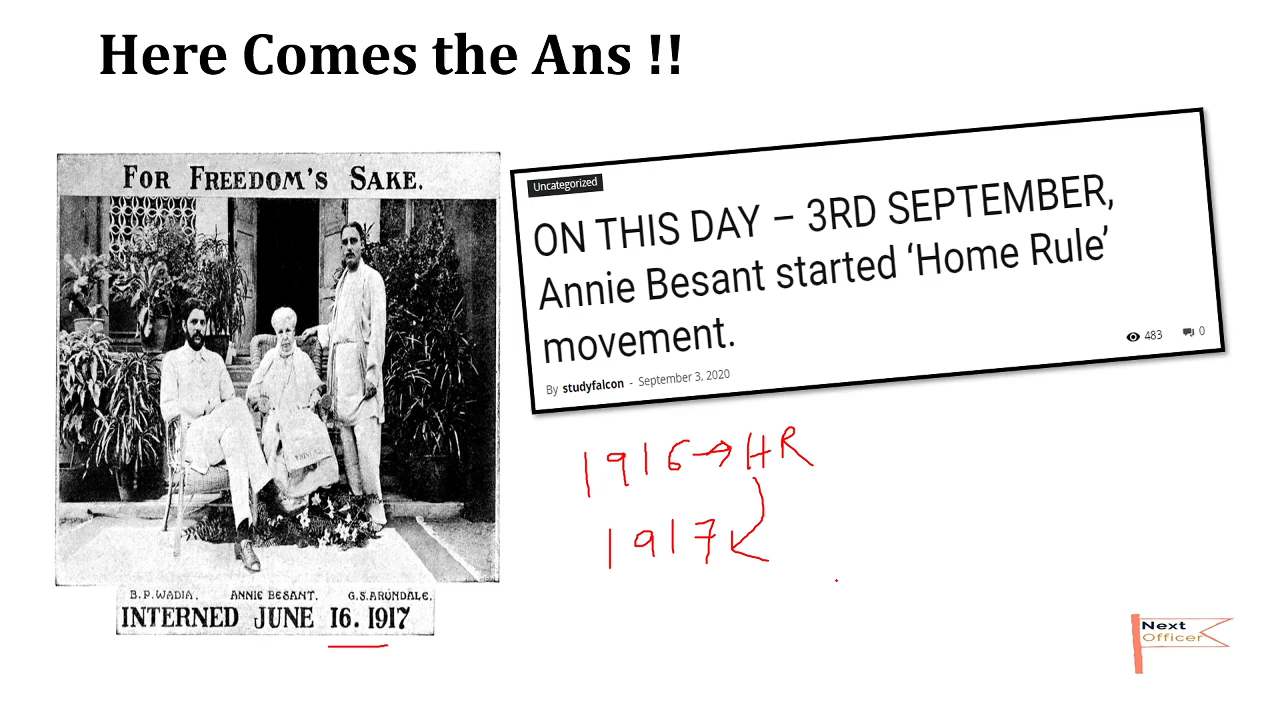 Here Comes the Ans !!
FOR FREEDOM'S SAKE.
B.P. WADIA. ANNIE BESANT. G.S. ARUNDALE.
INTERNED JUNE 16. 1917
Uncategorized
ON THIS DAY – 3RD SEPTEMBER,
Annie Besant started ‘Home Rule’
movement.
483 0
By studyfalcon - September 3, 2020
1916 → HR
1917
Next
Officer